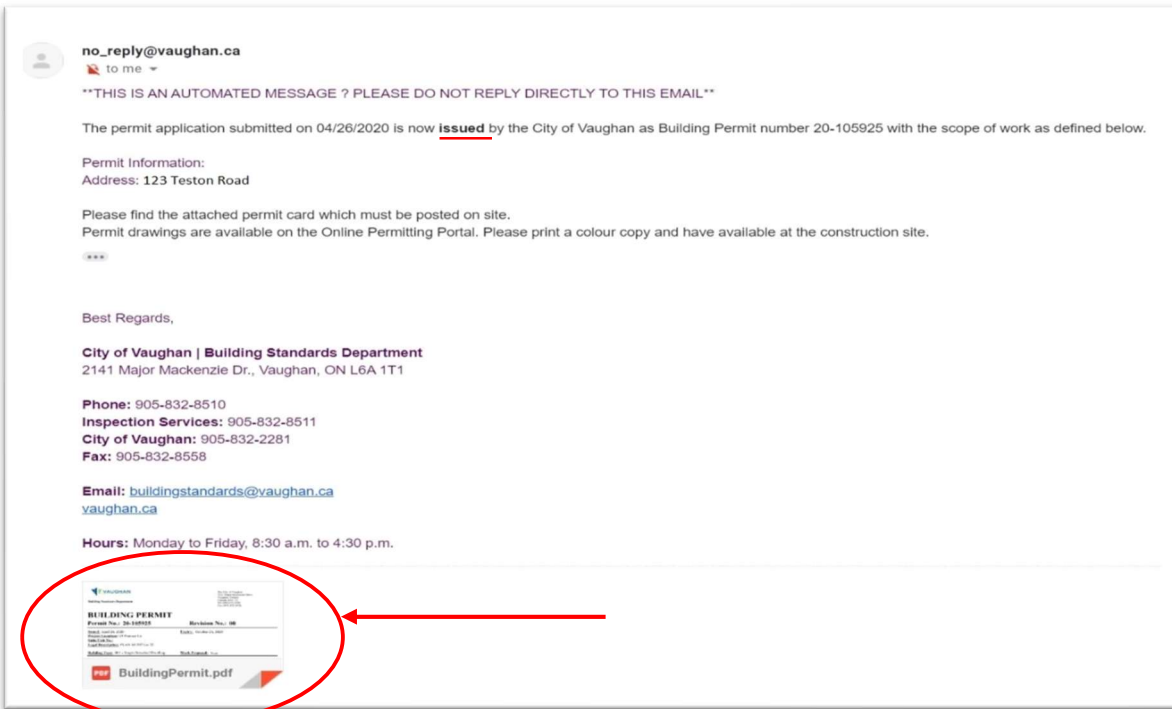 no_reply@vaughan.ca
to me
**THIS IS AN AUTOMATED MESSAGE ? PLEASE DO NOT REPLY DIRECTLY TO THIS EMAIL**
The permit application submitted on 04/26/2020 is now issued by the City of Vaughan as Building Permit number 20-105925 with the scope of work as defined below.
Permit Information:
Address: 123 Teston Road
Please find the attached permit card which must be posted on site.
Permit drawings are available on the Online Permitting Portal. Please print a colour copy and have available at the construction site.
Best Regards,
City of Vaughan | Building Standards Department
2141 Major Mackenzie Dr., Vaughan, ON L6A 1T1
Phone: 905-832-8510
Inspection Services: 905-832-8511
City of Vaughan: 905-832-2281
Fax: 905-832-8558
Email: buildingstandards@vaughan.ca
vaughan.ca
Hours: Monday to Friday, 8:30 a.m. to 4:30 p.m.
VAUGHAN
BUILDING PERMIT
Permit No.: 20-105925 Revision No.: 00
PDF BuildingPermit.pdf